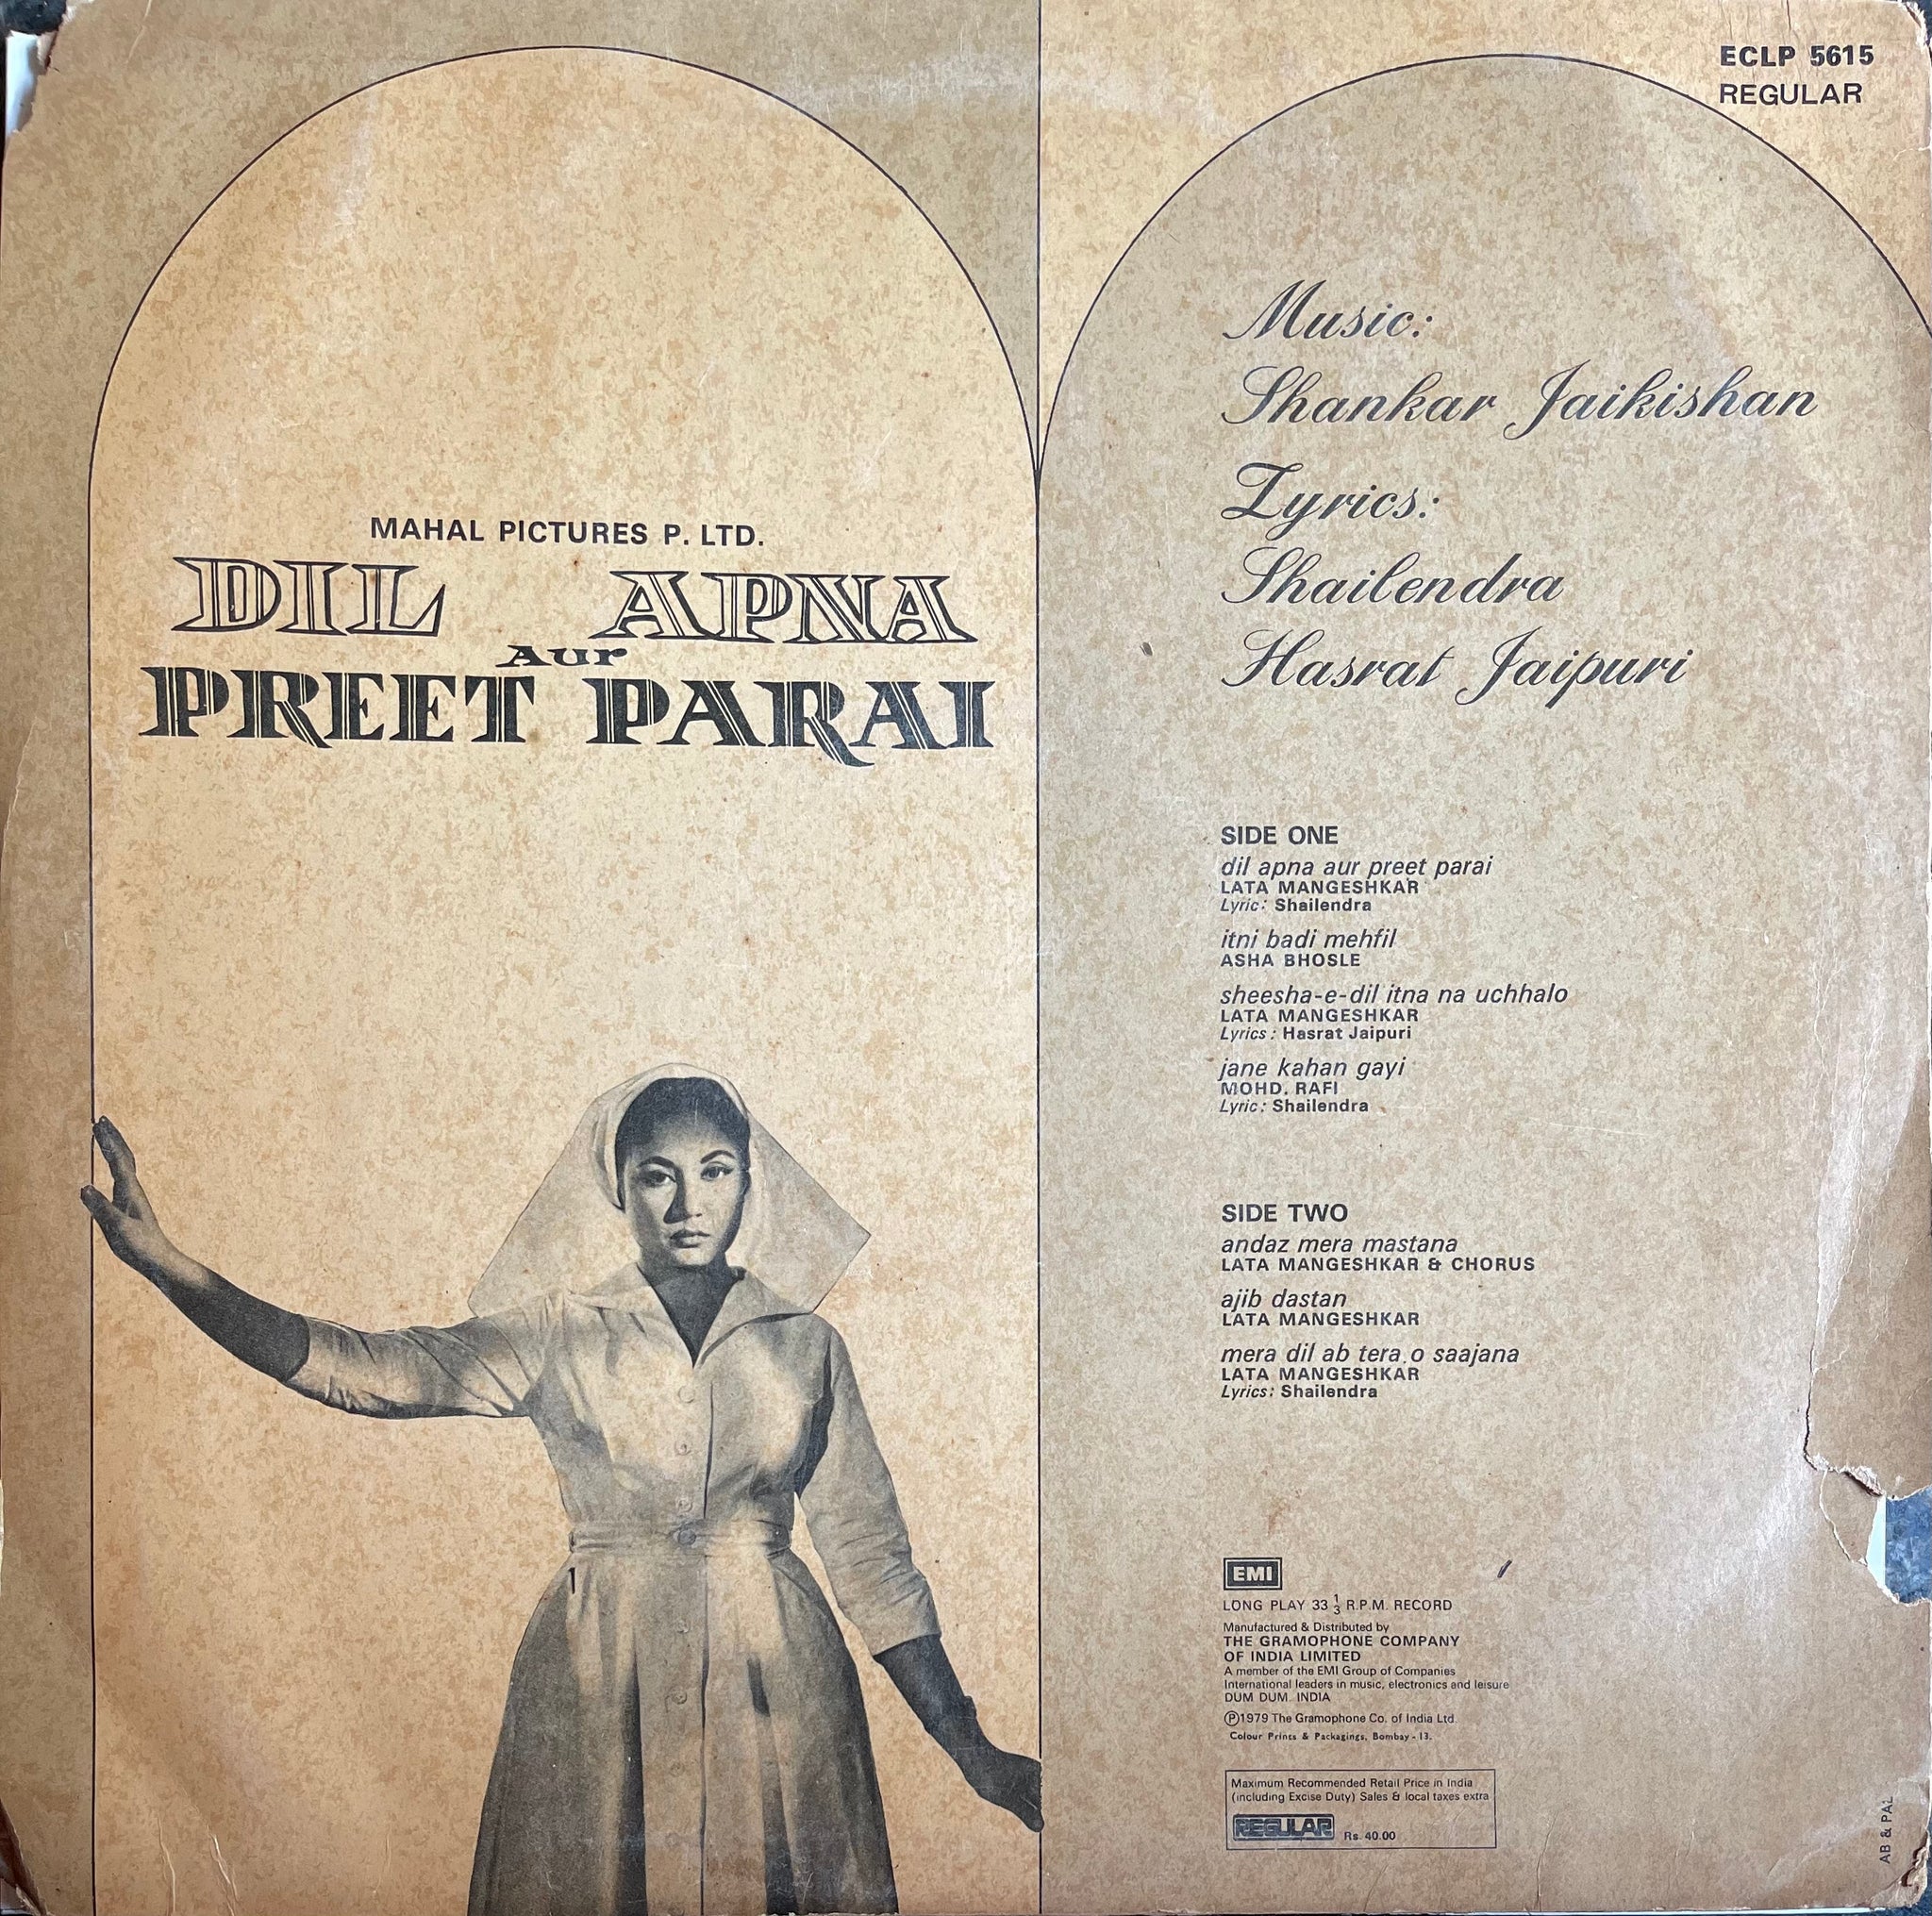 ECLP 5615
REGULAR
MAHAL PICTURES P. LTD.
DIL APNA
Aur
PREET PARAI
Music:
Shankar Jaikishan
Lyrics:
Shailendra
Hasrat Jaipuri
SIDE ONE
dil apna aur preet parai
LATA MANGESHKAR
Lyric: Shailendra
itni badi mehfil
ASHA BHOSLE
sheesha-e-dil itna na uchhalo
LATA MANGESHKAR
Lyrics: Hasrat Jaipuri
jane kahan gayi
MOHD. RAFI
Lyric: Shailendra
SIDE TWO
andaz mera mastana
LATA MANGESHKAR & CHORUS
ajib dastan
LATA MANGESHKAR
mera dil ab tera o saajana
LATA MANGESHKAR
Lyrics: Shailendra
EMI
LONG PLAY 33 1/3 R.P.M. RECORD
Manufactured & Distributed by
THE GRAMOPHONE COMPANY
OF INDIA LIMITED
A member of the EMI Group of Companies
International leaders in music, electronics and leisure
DUM DUM INDIA
Ⓟ1979 The Gramophone Co. of India Ltd.
Colour Prints & Packagings, Bombay - 13.
Maximum Recommended Retail Price in India
(including Excise Duty) Sales & local taxes extra
REGULAR Rs. 40.00
AB & PAL